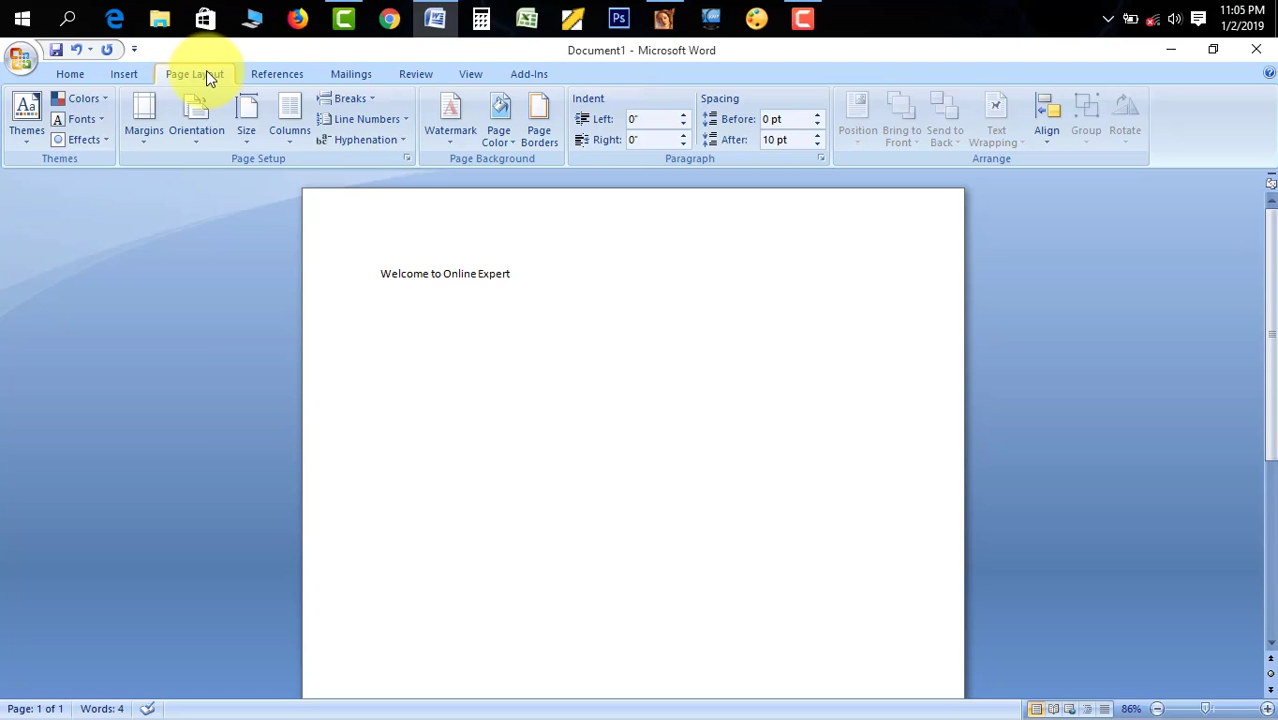 Ps
11:05 PM
1/2/2019
Document1 - Microsoft Word
Home Insert Page Layout References Mailings Review View Add-Ins
Aa Themes
Colors
Fonts
Effects
Themes
Margins Orientation Size Columns
Breaks
Line Numbers
Hyphenation
Page Setup
Watermark Page Color Page Borders
Page Background
Indent
Left: 0"
Right: 0"
Spacing
Before: 0 pt
After: 10 pt
Paragraph
Position Bring to Front Send to Back Text Wrapping Align Group Rotate
Arrange
Welcome to Online Expert
Page: 1 of 1 Words: 4 86%